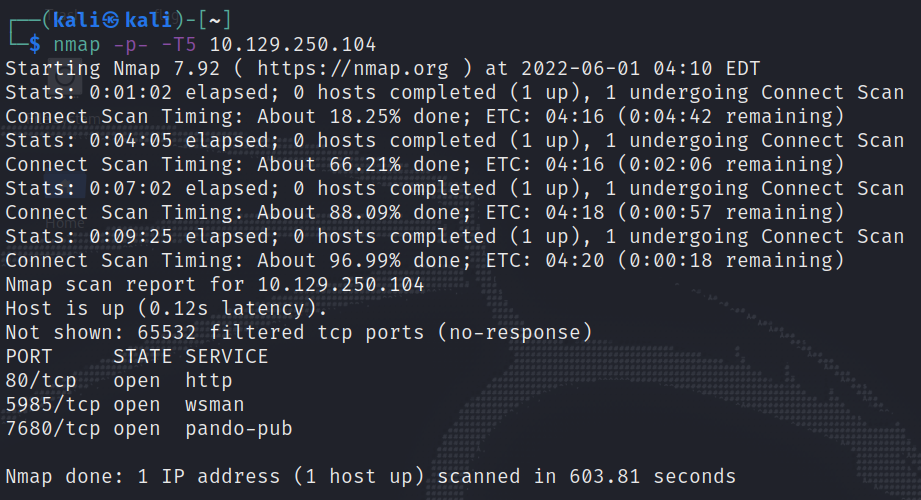 ┌──(kali㉿kali)-[~]
└─$ nmap -p- -T5 10.129.250.104
Starting Nmap 7.92 ( https://nmap.org ) at 2022-06-01 04:10 EDT
Stats: 0:01:02 elapsed; 0 hosts completed (1 up), 1 undergoing Connect Scan
Connect Scan Timing: About 18.25% done; ETC: 04:16 (0:04:42 remaining)
Stats: 0:04:05 elapsed; 0 hosts completed (1 up), 1 undergoing Connect Scan
Connect Scan Timing: About 66.21% done; ETC: 04:16 (0:02:06 remaining)
Stats: 0:07:02 elapsed; 0 hosts completed (1 up), 1 undergoing Connect Scan
Connect Scan Timing: About 88.09% done; ETC: 04:18 (0:00:57 remaining)
Stats: 0:09:25 elapsed; 0 hosts completed (1 up), 1 undergoing Connect Scan
Connect Scan Timing: About 96.99% done; ETC: 04:20 (0:00:18 remaining)
Nmap scan report for 10.129.250.104
Host is up (0.12s latency).
Not shown: 65532 filtered tcp ports (no-response)
PORT     STATE SERVICE
80/tcp   open  http
5985/tcp open  wsman
7680/tcp open  pando-pub
Nmap done: 1 IP address (1 host up) scanned in 603.81 seconds